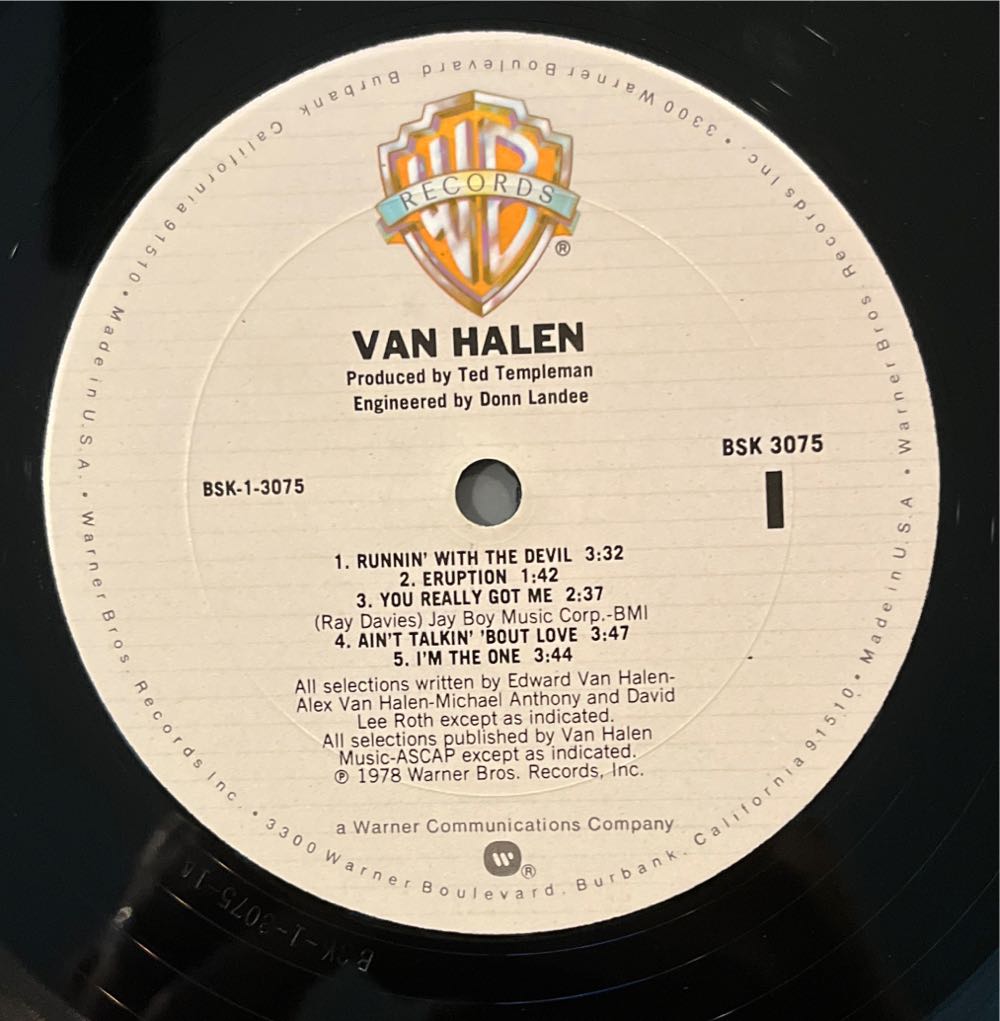 WB
RECORDS
®
VAN HALEN
Produced by Ted Templeman
Engineered by Donn Landee
BSK 3075
BSK-1-3075
1
1. RUNNIN' WITH THE DEVIL 3:32
2. ERUPTION 1:42
3. YOU REALLY GOT ME 2:37
(Ray Davies) Jay Boy Music Corp.-BMI
4. AIN'T TALKIN' 'BOUT LOVE 3:47
5. I'M THE ONE 3:44
All selections written by Edward Van Halen-
Alex Van Halen-Michael Anthony and David
Lee Roth except as indicated.
All selections published by Van Halen
Music-ASCAP except as indicated.
℗ 1978 Warner Bros. Records, Inc.
a Warner Communications Company
W®
Made in U.S.A. • Warner Bros. Records Inc. • 3300 Warner Boulevard. Burbank. California 91510 • Made in U.S.A • Warner Bros. Records Inc. • 3300 Warner Boulevard Burbank California 91510 •